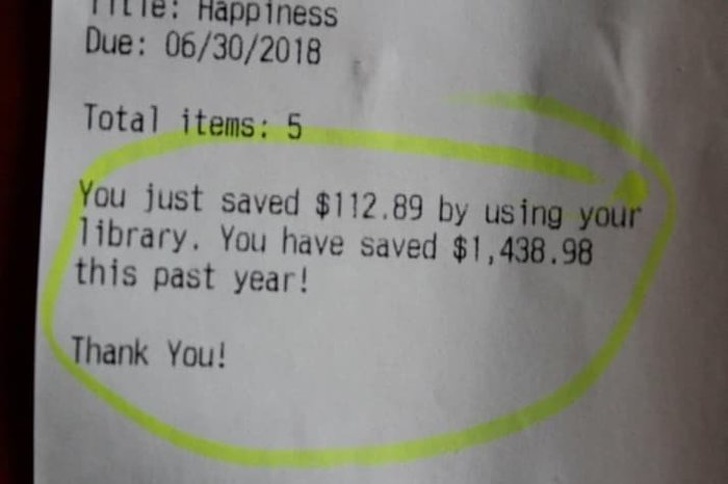 Title: Happiness
Due: 06/30/2018
Total items: 5
You just saved $112.89 by using your
library. You have saved $1,438.98
this past year!
Thank You!